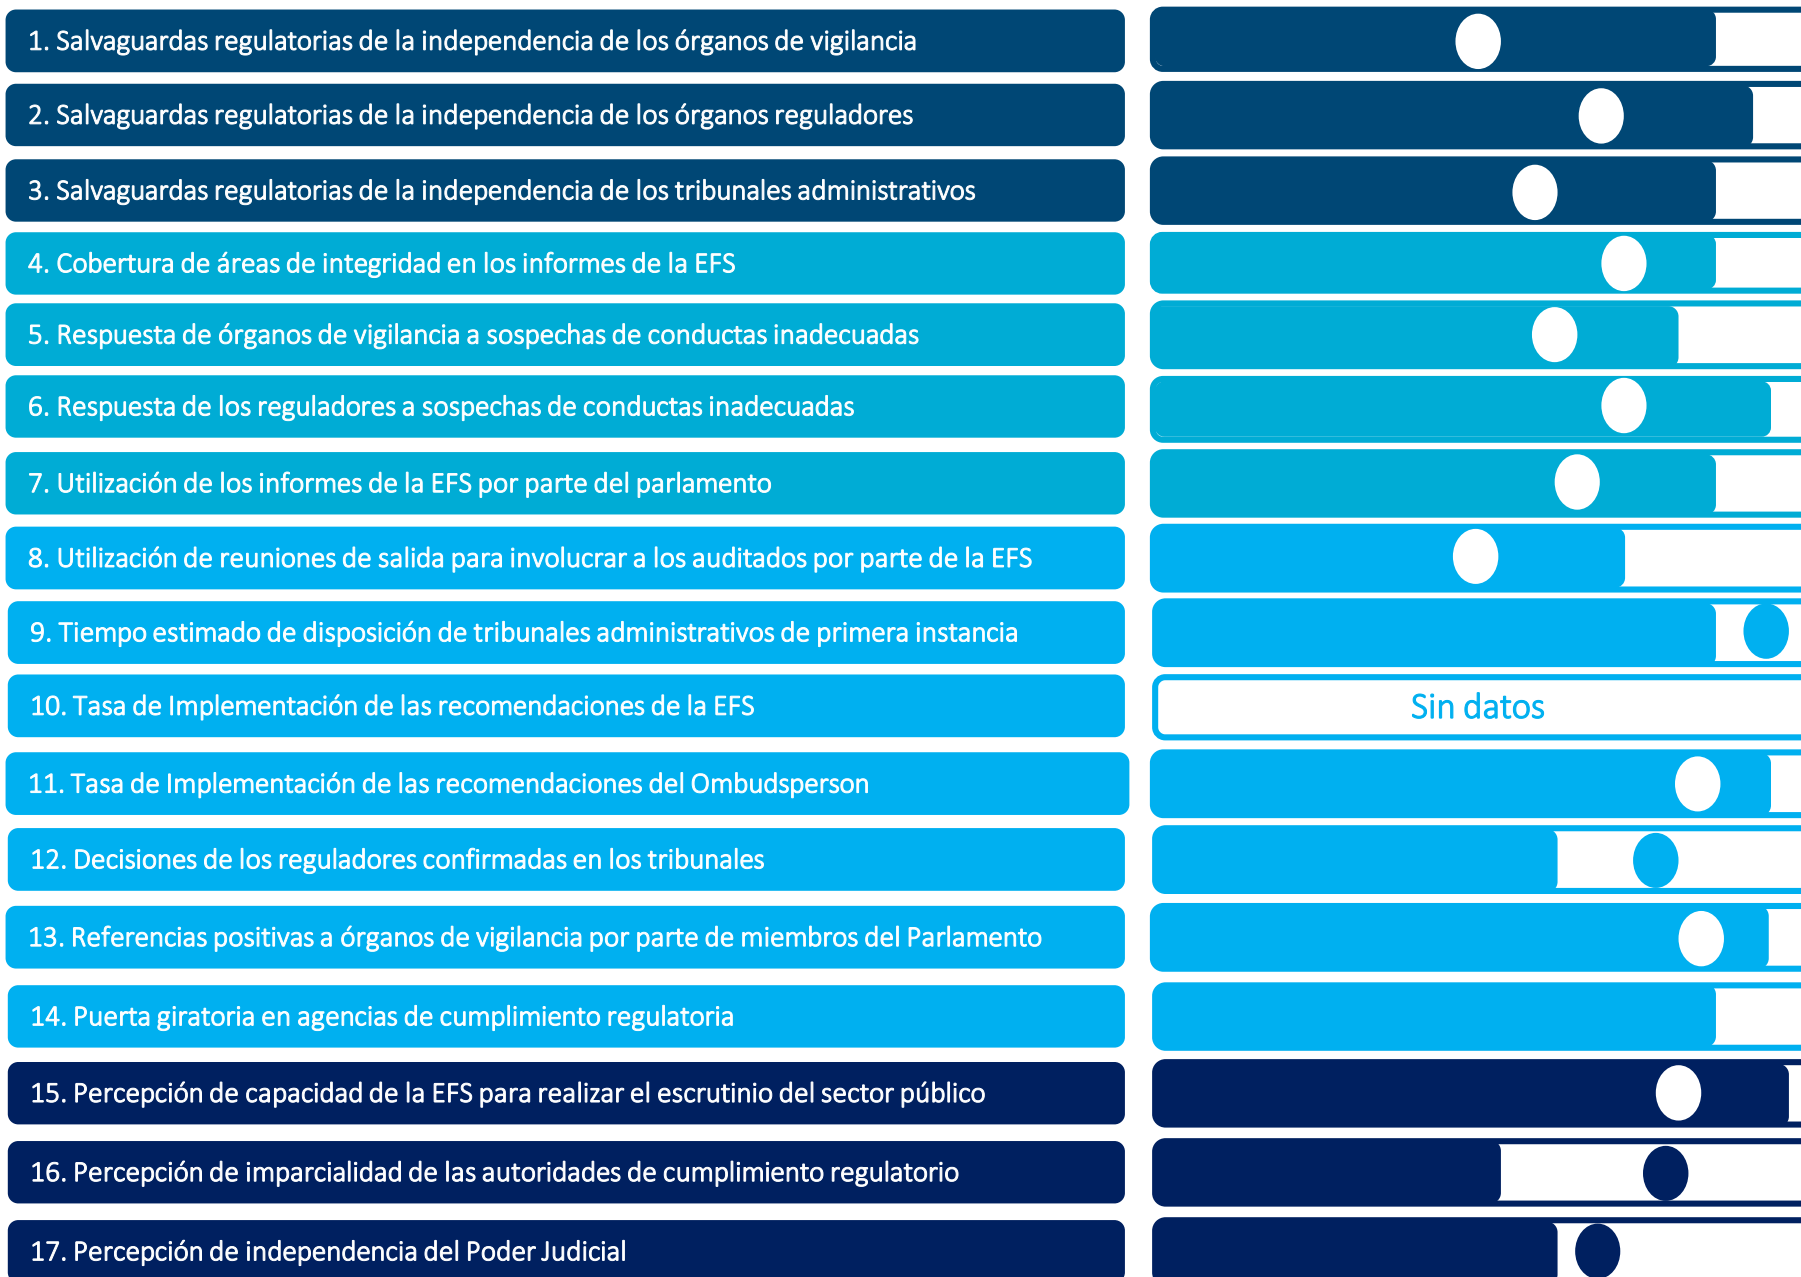 1. Salvaguardas regulatorias de la independencia de los órganos de vigilancia
2. Salvaguardas regulatorias de la independencia de los órganos reguladores
3. Salvaguardas regulatorias de la independencia de los tribunales administrativos
4. Cobertura de áreas de integridad en los informes de la EFS
5. Respuesta de órganos de vigilancia a sospechas de conductas inadecuadas
6. Respuesta de los reguladores a sospechas de conductas inadecuadas
7. Utilización de los informes de la EFS por parte del parlamento
8. Utilización de reuniones de salida para involucrar a los auditados por parte de la EFS
9. Tiempo estimado de disposición de tribunales administrativos de primera instancia
10. Tasa de Implementación de las recomendaciones de la EFS
Sin datos
11. Tasa de Implementación de las recomendaciones del Ombudsperson
12. Decisiones de los reguladores confirmadas en los tribunales
13. Referencias positivas a órganos de vigilancia por parte de miembros del Parlamento
14. Puerta giratoria en agencias de cumplimiento regulatoria
15. Percepción de capacidad de la EFS para realizar el escrutinio del sector público
16. Percepción de imparcialidad de las autoridades de cumplimiento regulatorio
17. Percepción de independencia del Poder Judicial